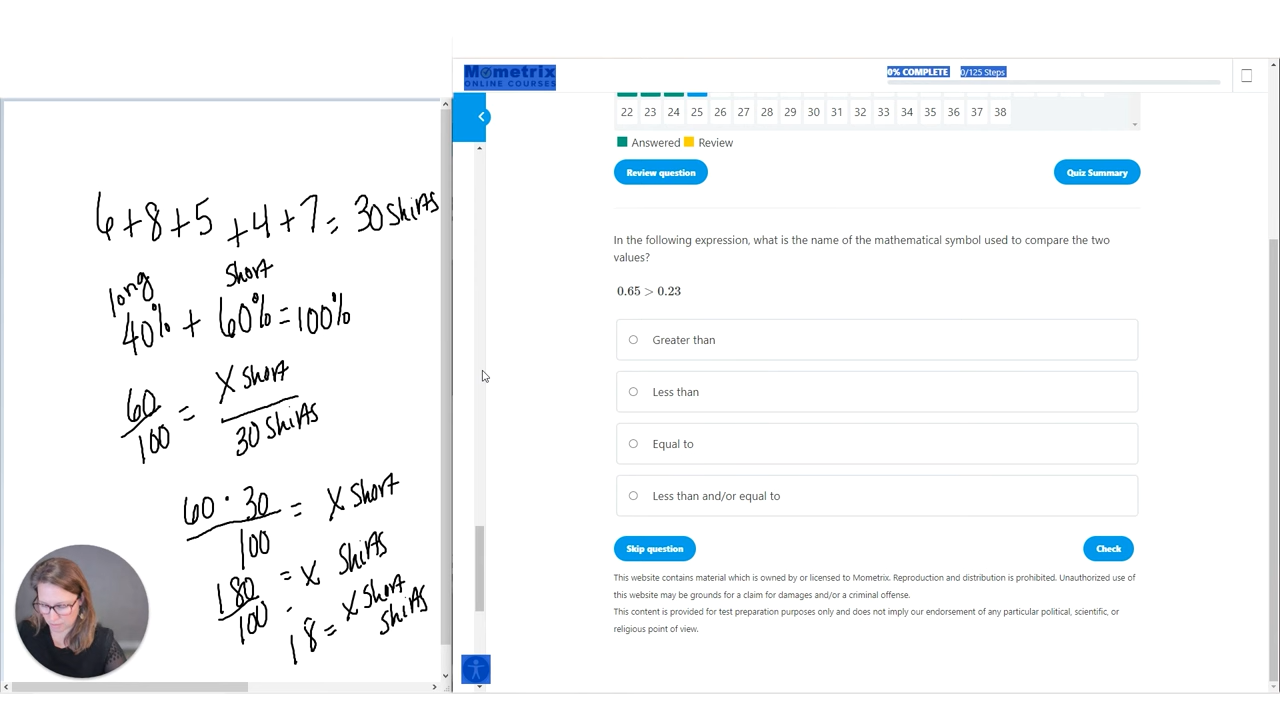 6+8+5+4+7=30 shirts
long short
40% + 60% = 100%
60/100 = X short/30 shirts
60 · 30/100 = X short
180/100 = X shirts
18 = X short shirts
Mometrix
ONLINE COURSES
0% COMPLETE 0/125 Steps
22 23 24 25 26 27 28 29 30 31 32 33 34 35 36 37 38
Answered Review
Review question Quiz Summary
In the following expression, what is the name of the mathematical symbol used to compare the two
values?
0.65 > 0.23
Greater than
Less than
Equal to
Less than and/or equal to
Skip question Check
This website contains material which is owned by or licensed to Mometrix. Reproduction and distribution is prohibited. Unauthorized use
of this website may be grounds for a claim for damages and/or a criminal offense.
This content is provided for test preparation purposes only and does not imply our endorsement of any particular political, scientific, or
religious point of view.